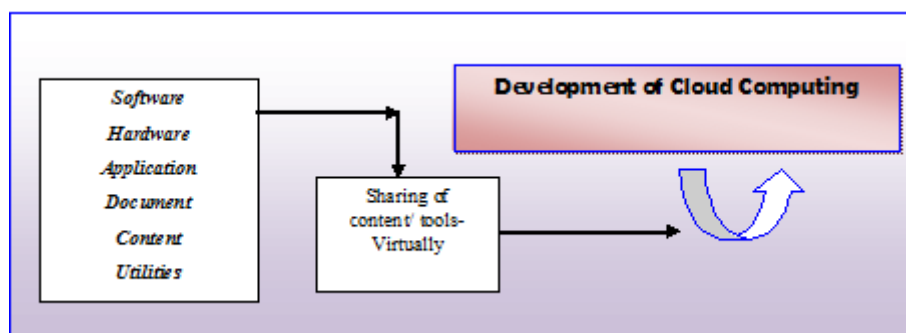 Software
Hardware
Application
Document
Content
Utilities
Sharing of
content/ tools-
Virtually
Development of Cloud Computing